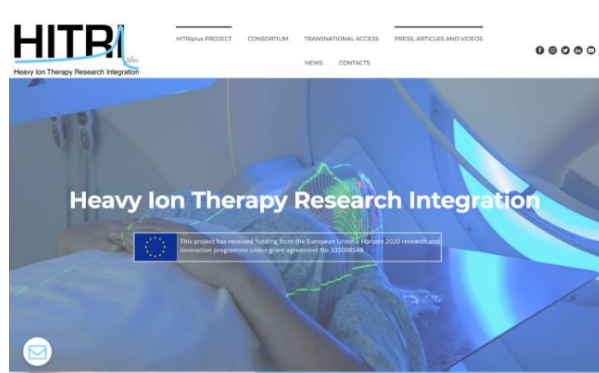 HITRI plus
Heavy Ion Therapy Research Integration
HITRIplus PROJECT
CONSORTIUM
TRANSNATIONAL ACCESS
PRESS, ARTICLES AND VIDEOS
NEWS
CONTACTS
Heavy Ion Therapy Research Integration
This project has received funding from the European Union's Horizon 2020 research and
innovation programme under grant agreement No 101008548